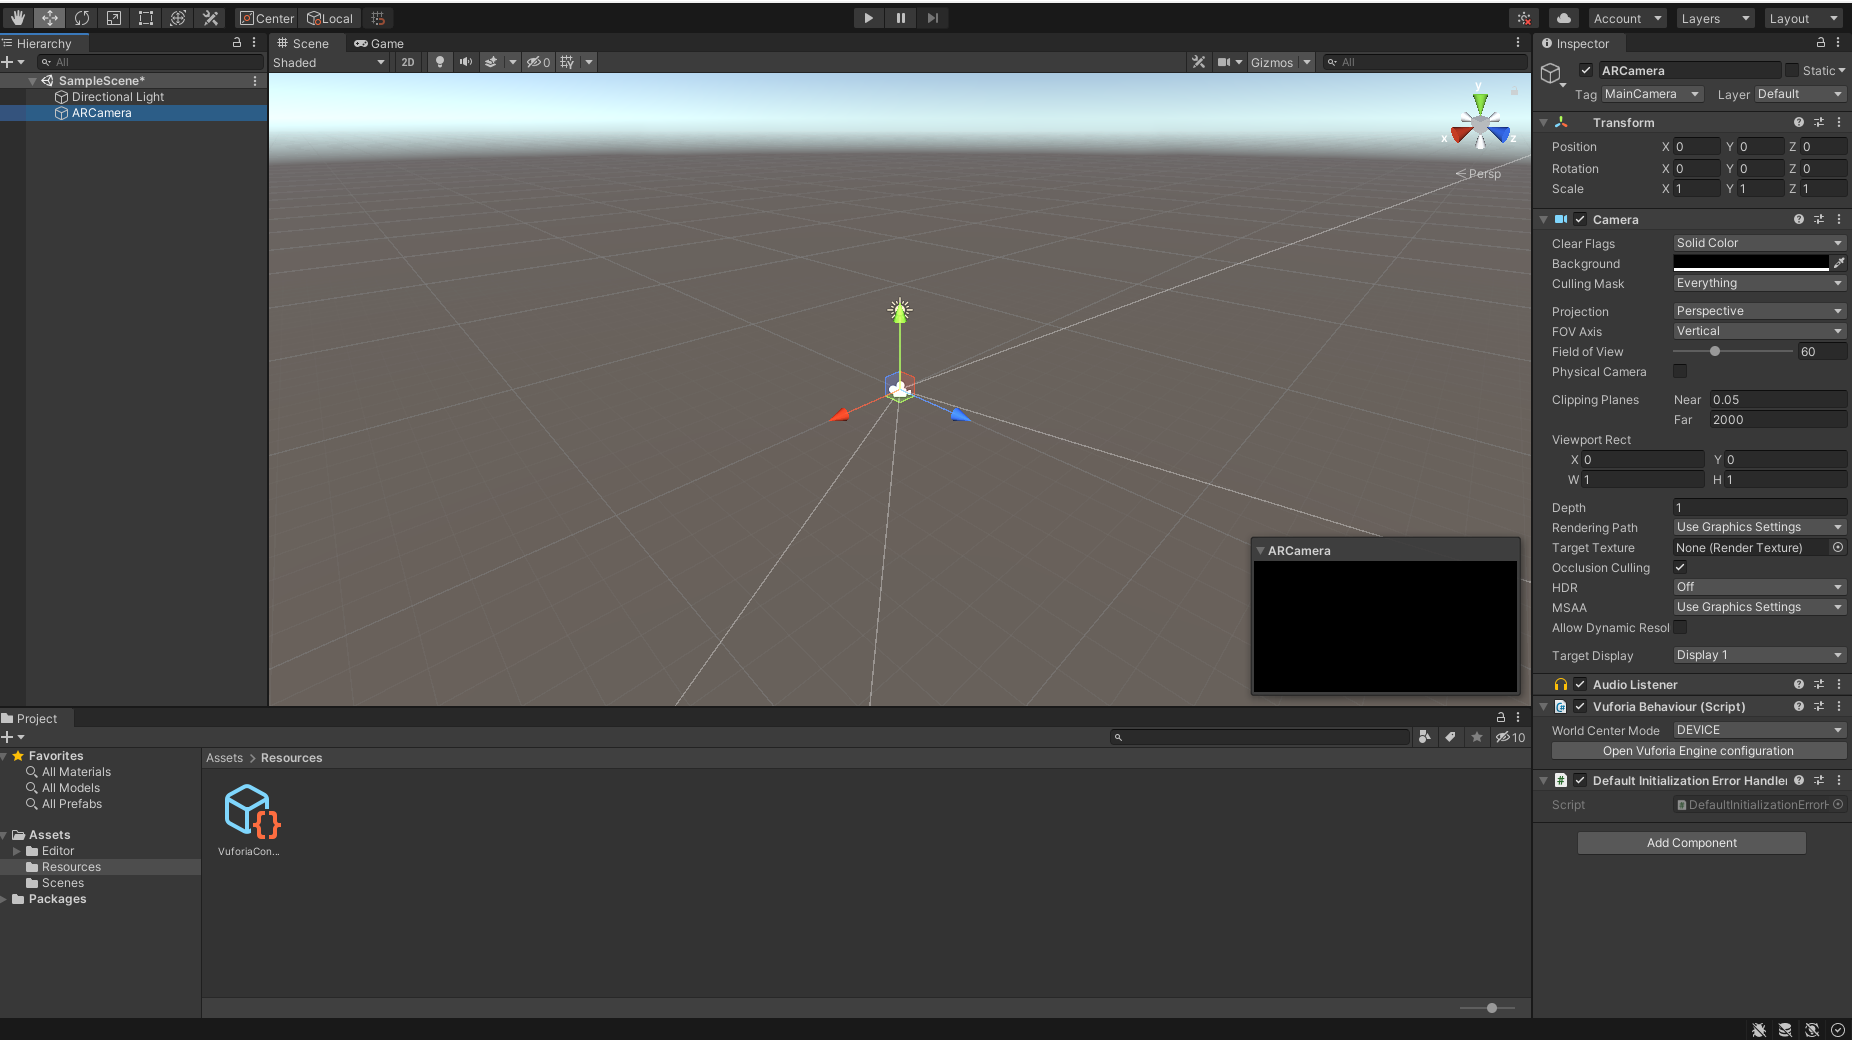 Center
Local
Account
Layers
Layout
Hierarchy
All
SampleScene*
Directional Light
ARCamera
Scene
Game
Shaded
2D
0
Gizmos
All
y
x
z
Persp
ARCamera
Inspector
ARCamera
Static
Tag MainCamera Layer Default
Transform
Position X 0 Y 0 Z 0
Rotation X 0 Y 0 Z 0
Scale X 1 Y 1 Z 1
Camera
Clear Flags Solid Color
Background
Culling Mask Everything
Projection Perspective
FOV Axis Vertical
Field of View 60
Physical Camera
Clipping Planes Near 0.05
Far 2000
Viewport Rect
X 0 Y 0
W 1 H 1
Depth 1
Rendering Path Use Graphics Settings
Target Texture None (Render Texture)
Occlusion Culling
HDR Off
MSAA Use Graphics Settings
Allow Dynamic Resol
Target Display Display 1
Audio Listener
Vuforia Behaviour (Script)
World Center Mode DEVICE
Open Vuforia Engine configuration
# Default Initialization Error Handler
Script # DefaultInitializationErrorH
Add Component
Project
10
Favorites
All Materials
All Models
All Prefabs
Assets
Editor
Resources
Scenes
Packages
Assets > Resources
VuforiaCon...